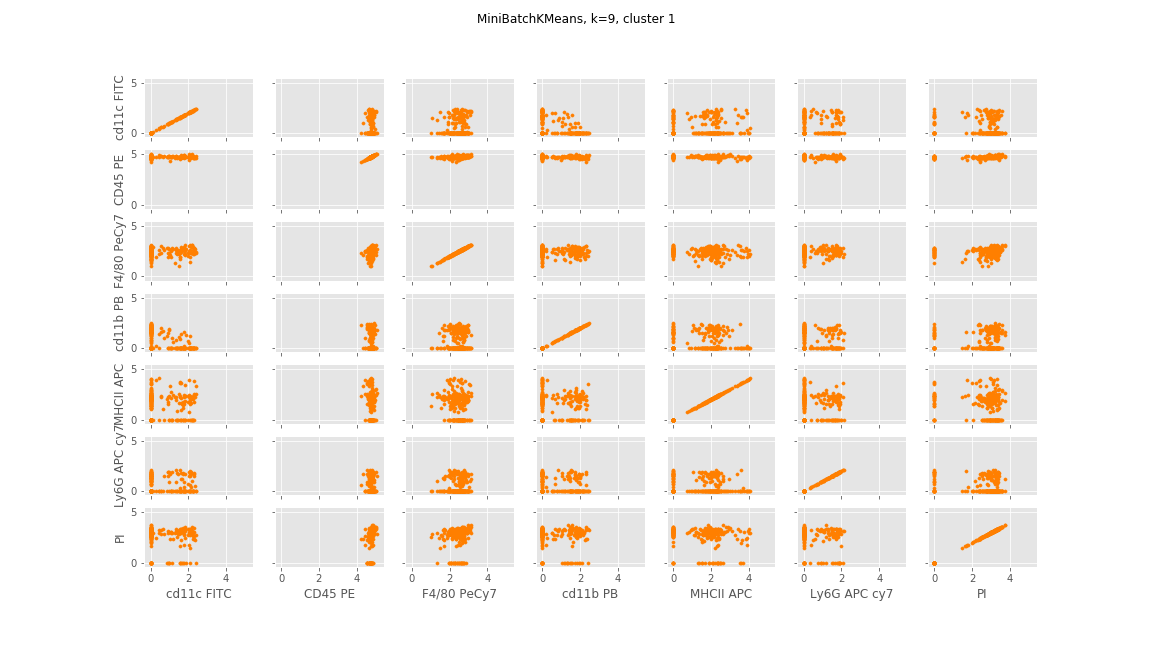 MiniBatchKMeans, k=9, cluster 1
cd11c FITC
5
0
CD45 PE
5
0
F4/80 PeCy7
5
0
cd11b PB
5
0
MHCII APC
5
0
Ly6G APC cy7
5
0
PI
5
0
0 2 4 0 2 4 0 2 4 0 2 4 0 2 4 0 2 4 0 2 4
cd11c FITC CD45 PE F4/80 PeCy7 cd11b PB MHCII APC Ly6G APC cy7 PI